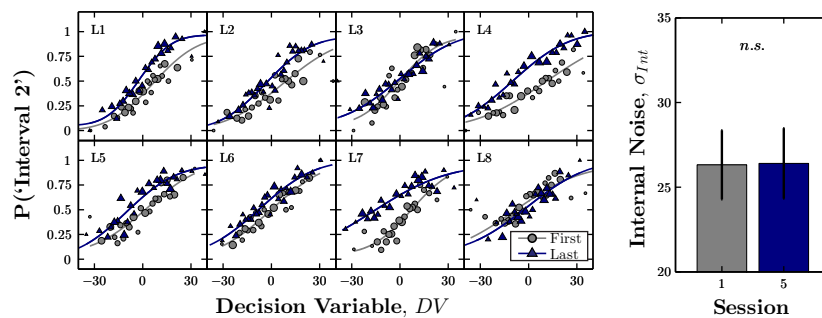 P(‘Interval 2’)
1
0.75
0.5
0.25
0
L1
L2
L3
L4
1
0.75
0.5
0.25
0
L5
L6
L7
L8
First
Last
−30 0 30 −30 0 30 −30 0 30 −30 0 30
Decision Variable, DV
Internal Noise, σInt
35
30
25
20
n.s.
1 5
Session